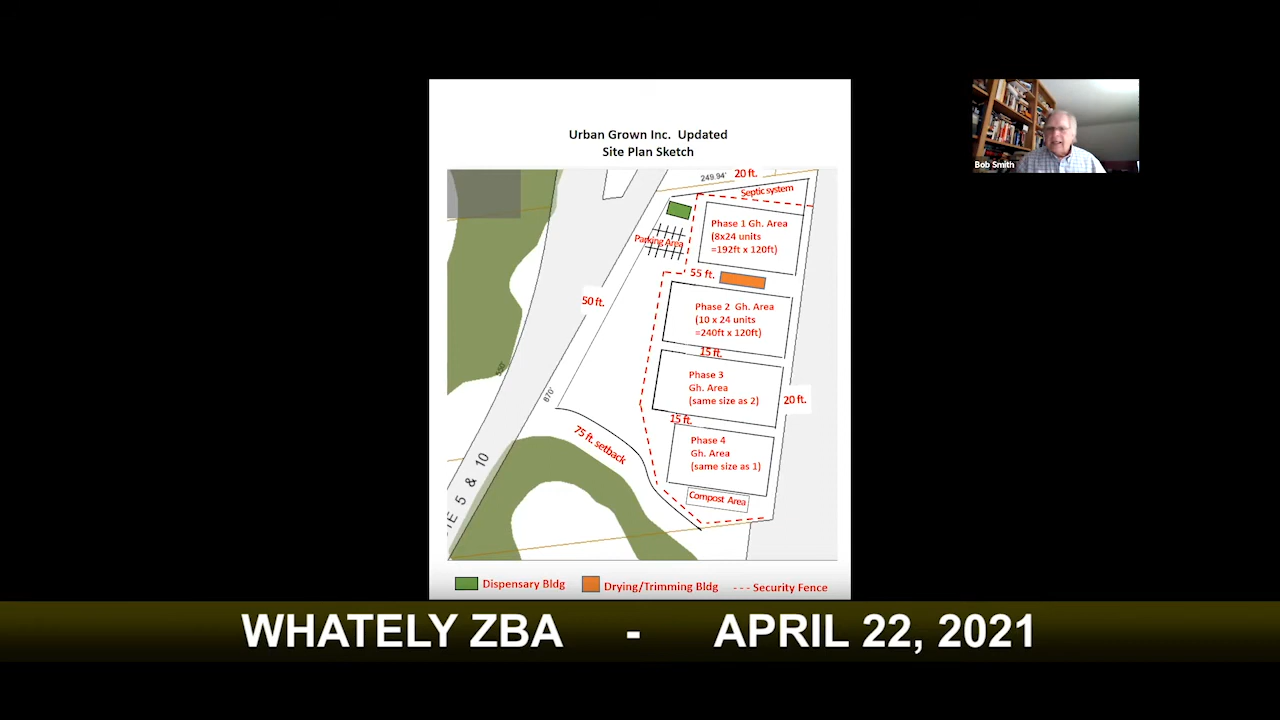 Urban Grown Inc. Updated
Site Plan Sketch
249.94'
20 ft.
Septic system
Phase 1 Gh. Area
(8x24 units
=192ft x 120ft)
Parking Area
55 ft.
50 ft.
Phase 2 Gh. Area
(10 x 24 units
=240ft x 120ft)
15 ft.
Phase 3
Gh. Area
(same size as 2)
20 ft.
870'
15 ft.
75 ft. setback
Phase 4
Gh. Area
(same size as 1)
Compost Area
5 & 10
Dispensary Bldg
Drying/Trimming Bldg
--- Security Fence
Bob Smith
WHATELY ZBA - APRIL 22, 2021